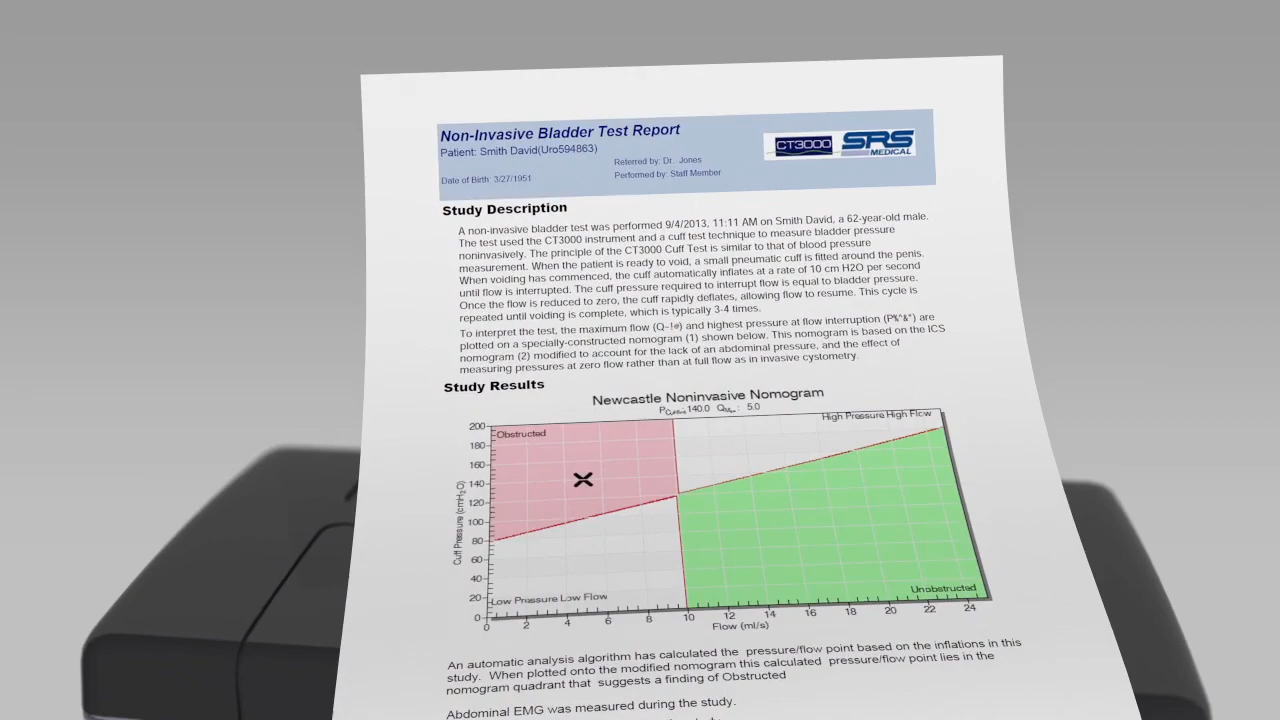 Non-Invasive Bladder Test Report
Patient: Smith David(Uro594863)
Referred by: Dr. Jones
Date of Birth: 3/27/1951
Performed by: Staff Member
CT3000
SRS
MEDICAL
Study Description
A non-invasive bladder test was performed 9/4/2013, 11:11 AM on Smith David, a 62-year-old male.
The test used the CT3000 instrument and a cuff test technique to measure bladder pressure
noninvasively. The principle of the CT3000 Cuff Test is similar to that of blood pressure
measurement. When the patient is ready to void, a small pneumatic cuff is fitted around the penis.
When voiding has commenced, the cuff automatically inflates at a rate of 10 cm H2O per second
until flow is interrupted. The cuff pressure required to interrupt flow is equal to bladder pressure.
Once the flow is reduced to zero, the cuff rapidly deflates, allowing flow to resume. This cycle is
repeated until voiding is complete, which is typically 3-4 times.
To interpret the test, the maximum flow (Q~!@) and highest pressure at flow interruption (P%^&*) are
plotted on a specially-constructed nomogram (1) shown below. This nomogram is based on the ICS
nomogram (2) modified to account for the lack of an abdominal pressure, and the effect of
measuring pressures at zero flow rather than at full flow as in invasive cystometry.
Study Results
Newcastle Noninvasive Nomogram
140.0 5.0
Obstructed
High Pressure High Flow
200
180
160
140
120
100
80
60
40
20
0
Cuff Pressure (cmH2O)
Low Pressure Low Flow
Unobstructed
0 2 4 6 8 10 12 14 16 18 20 22 24
Flow (ml/s)
An automatic analysis algorithm has calculated the pressure/flow point based on the inflations in this
study. When plotted onto the modified nomogram this calculated pressure/flow point lies in the
nomogram quadrant that suggests a finding of Obstructed
Abdominal EMG was measured during the study.